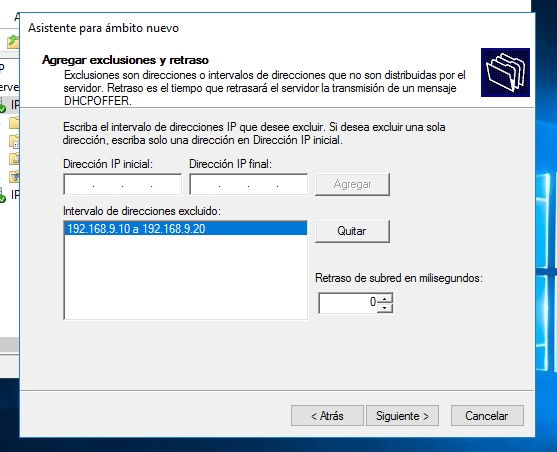 Asistente para ámbito nuevo
Agregar exclusiones y retraso
Exclusiones son direcciones o intervalos de direcciones que no son distribuidas por el
servidor. Retraso es el tiempo que retrasará el servidor la transmisión de un mensaje
DHCPOFFER.
Escriba el intervalo de direcciones IP que desee excluir. Si desea excluir una sola
dirección, escriba solo una dirección en Dirección IP inicial.
Dirección IP inicial: Dirección IP final:
. . . . . . Agregar
Intervalo de direcciones excluido:
192.168.9.10 a 192.168.9.20 Quitar
Retraso de subred en milisegundos:
0
< Atrás Siguiente > Cancelar